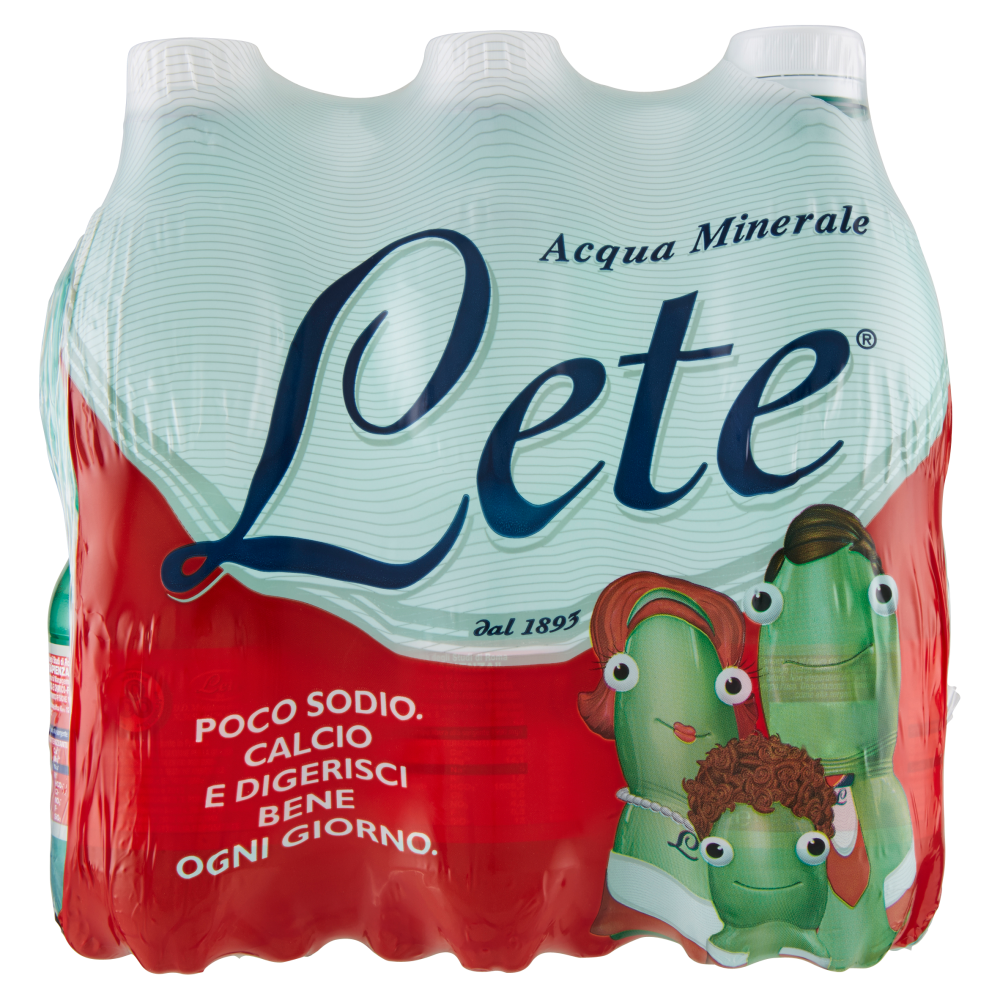 Acqua Minerale
Lete®
dal 1893
POCO SODIO.
CALCIO
E DIGERISCI
BENE
OGNI GIORNO.